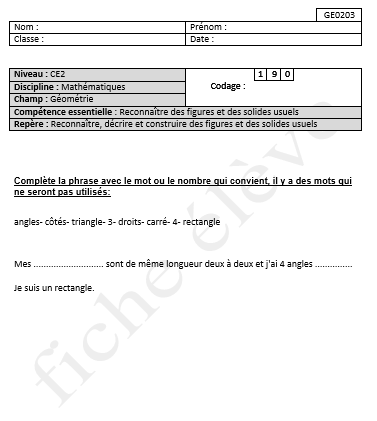 GE0203
Nom : Prénom :
Classe : Date :
Niveau : CE2 1 9 0
Discipline : Mathématiques Codage :
Champ : Géométrie
Compétence essentielle : Reconnaître des figures et des solides usuels
Repère : Reconnaître, décrire et construire des figures et des solides usuels
Complète la phrase avec le mot ou le nombre qui convient, il y a des mots qui
ne seront pas utilisés:
angles- côtés- triangle- 3- droits- carré- 4- rectangle
Mes ........................... sont de même longueur deux à deux et j'ai 4 angles ..............
Je suis un rectangle.
fiche élève